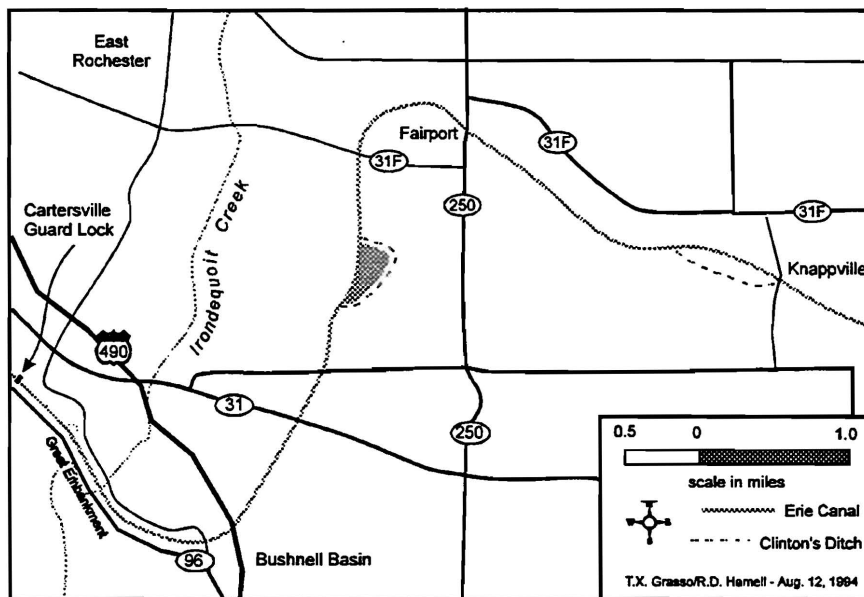 East
Rochester
Fairport
31F
31F
31F
250
Cartersville
Guard Lock
Irondequoit Creek
Knappville
490
31
250
Great Embankment
96
Bushnell Basin
0.5 0 1.0
scale in miles
N
W E
S
Erie Canal
Clinton's Ditch
T.X. Grasso/R.D. Hamell - Aug. 12, 1994